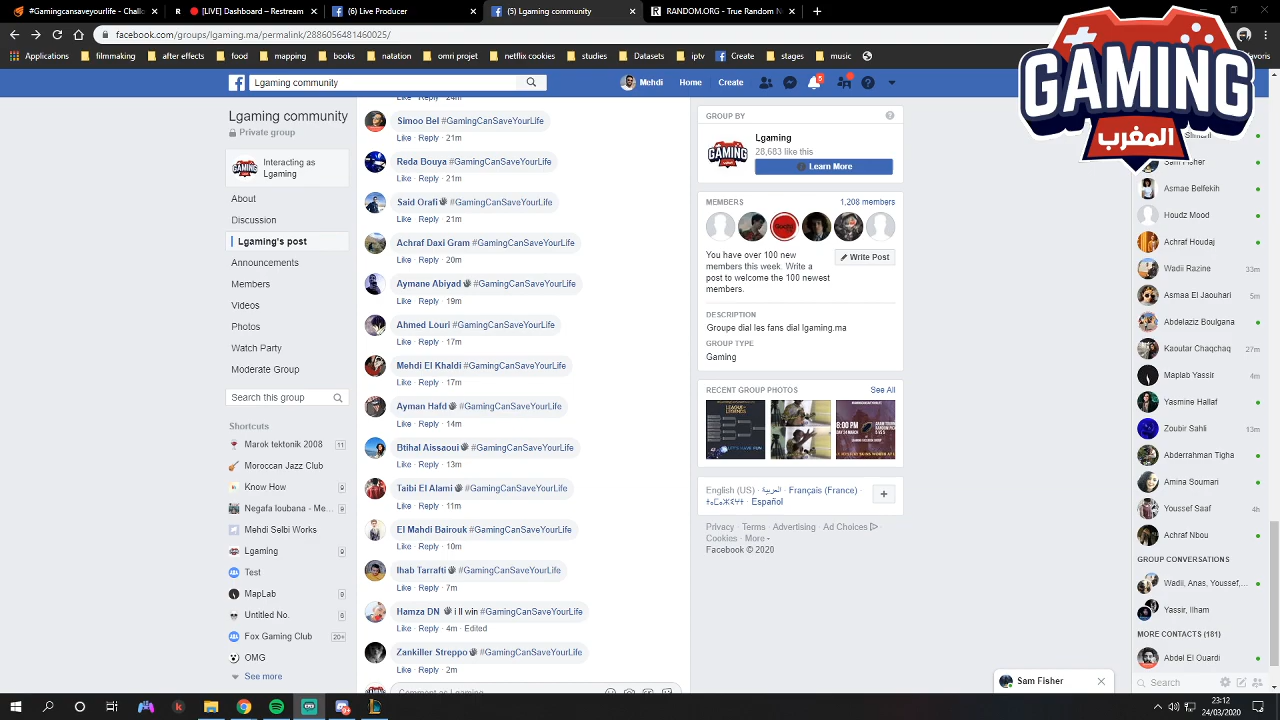 #Gamingcansaveyourlife - Challo
[LIVE] Dashboard – Restream
(6) Live Producer
(5) Lgaming community
RANDOM.ORG - True Random Nu
facebook.com/groups/lgaming.ma/permalink/2886056481460025/
Applications
filmmaking
after effects
food
mapping
books
natation
omri projet
netflix cookies
studies
Datasets
iptv
Create
stages
music
Lgaming community
Mehdi
Home
Create
5
GAMING
المغرب
Lgaming community
Private group
Interacting as
Lgaming
About
Discussion
Lgaming's post
Announcements
Members
Videos
Photos
Watch Party
Moderate Group
Search this group
Shortcuts
Marok tektonik 2008 11
Moroccan Jazz Club
Know How 9
Negafa loubana - Me... 9
Mehdi Selbi Works
Lgaming 9
Test
MapLab 9
Untitled No. 6
Fox Gaming Club 20+
OMG
See more
Simoo Bel #GamingCanSaveYourLife
Like · Reply · 21m
Reda Bouya #GamingCanSaveYourLife
Like · Reply · 21m
Said Orafi #GamingCanSaveYourLife
Like · Reply · 21m
Achraf Daxi Gram #GamingCanSaveYourLife
Like · Reply · 20m
Aymane Abiyad #GamingCanSaveYourLife
Like · Reply · 19m
Ahmed Louri #GamingCanSaveYourLife
Like · Reply · 17m
Mehdi El Khaldi #GamingCanSaveYourLife
Like · Reply · 17m
Ayman Hafd #GamingCanSaveYourLife
Like · Reply · 14m
Btihal Aissaoui #GamingCanSaveYourLife
Like · Reply · 13m
Taibi El Alami #GamingCanSaveYourLife
Like · Reply · 11m
El Mahdi Bairouk #GamingCanSaveYourLife
Like · Reply · 10m
Ihab Tarrafti #GamingCanSaveYourLife
Like · Reply · 7m
Hamza DN i ll win #GamingCanSaveYourLife
Like · Reply · 4m · Edited
Zankiller Streppo #GamingCanSaveYourLife
Like · Reply · 2m
GROUP BY
Lgaming
28,683 like this
Learn More
MEMBERS
1,208 members
You have over 100 new
members this week. Write a
post to welcome the 100 newest
members.
Write Post
DESCRIPTION
Groupe dial les fans dial lgaming.ma
GROUP TYPE
Gaming
RECENT GROUP PHOTOS
See All
English (US) · العربية · Français (France) ·
Español
Privacy · Terms · Advertising · Ad Choices
Cookies · More
Facebook © 2020
Sam Fisher
Asmae Belfekih
Houdz Mood
Achraf Houdaj
Wadii Razine 33m
Asmaa El Jaouhari 5m
Abdelaziz Boulgana
Kaoutar Chaqchaq 27m
Maplab Yassir 4m
Yasmine Hallaf
Zoubir Sahli 13m
Abderrahman Tigha
Amina Soumari
Youssef Saaf 4h
Achraf Nbou
GROUP CONVERSATIONS
Wadii, Anas, Youssef,...
Yassir, Ilham
MORE CONTACTS (181)
Abdel El Ouardi
Search
Sam Fisher
23:12
24/03/2020